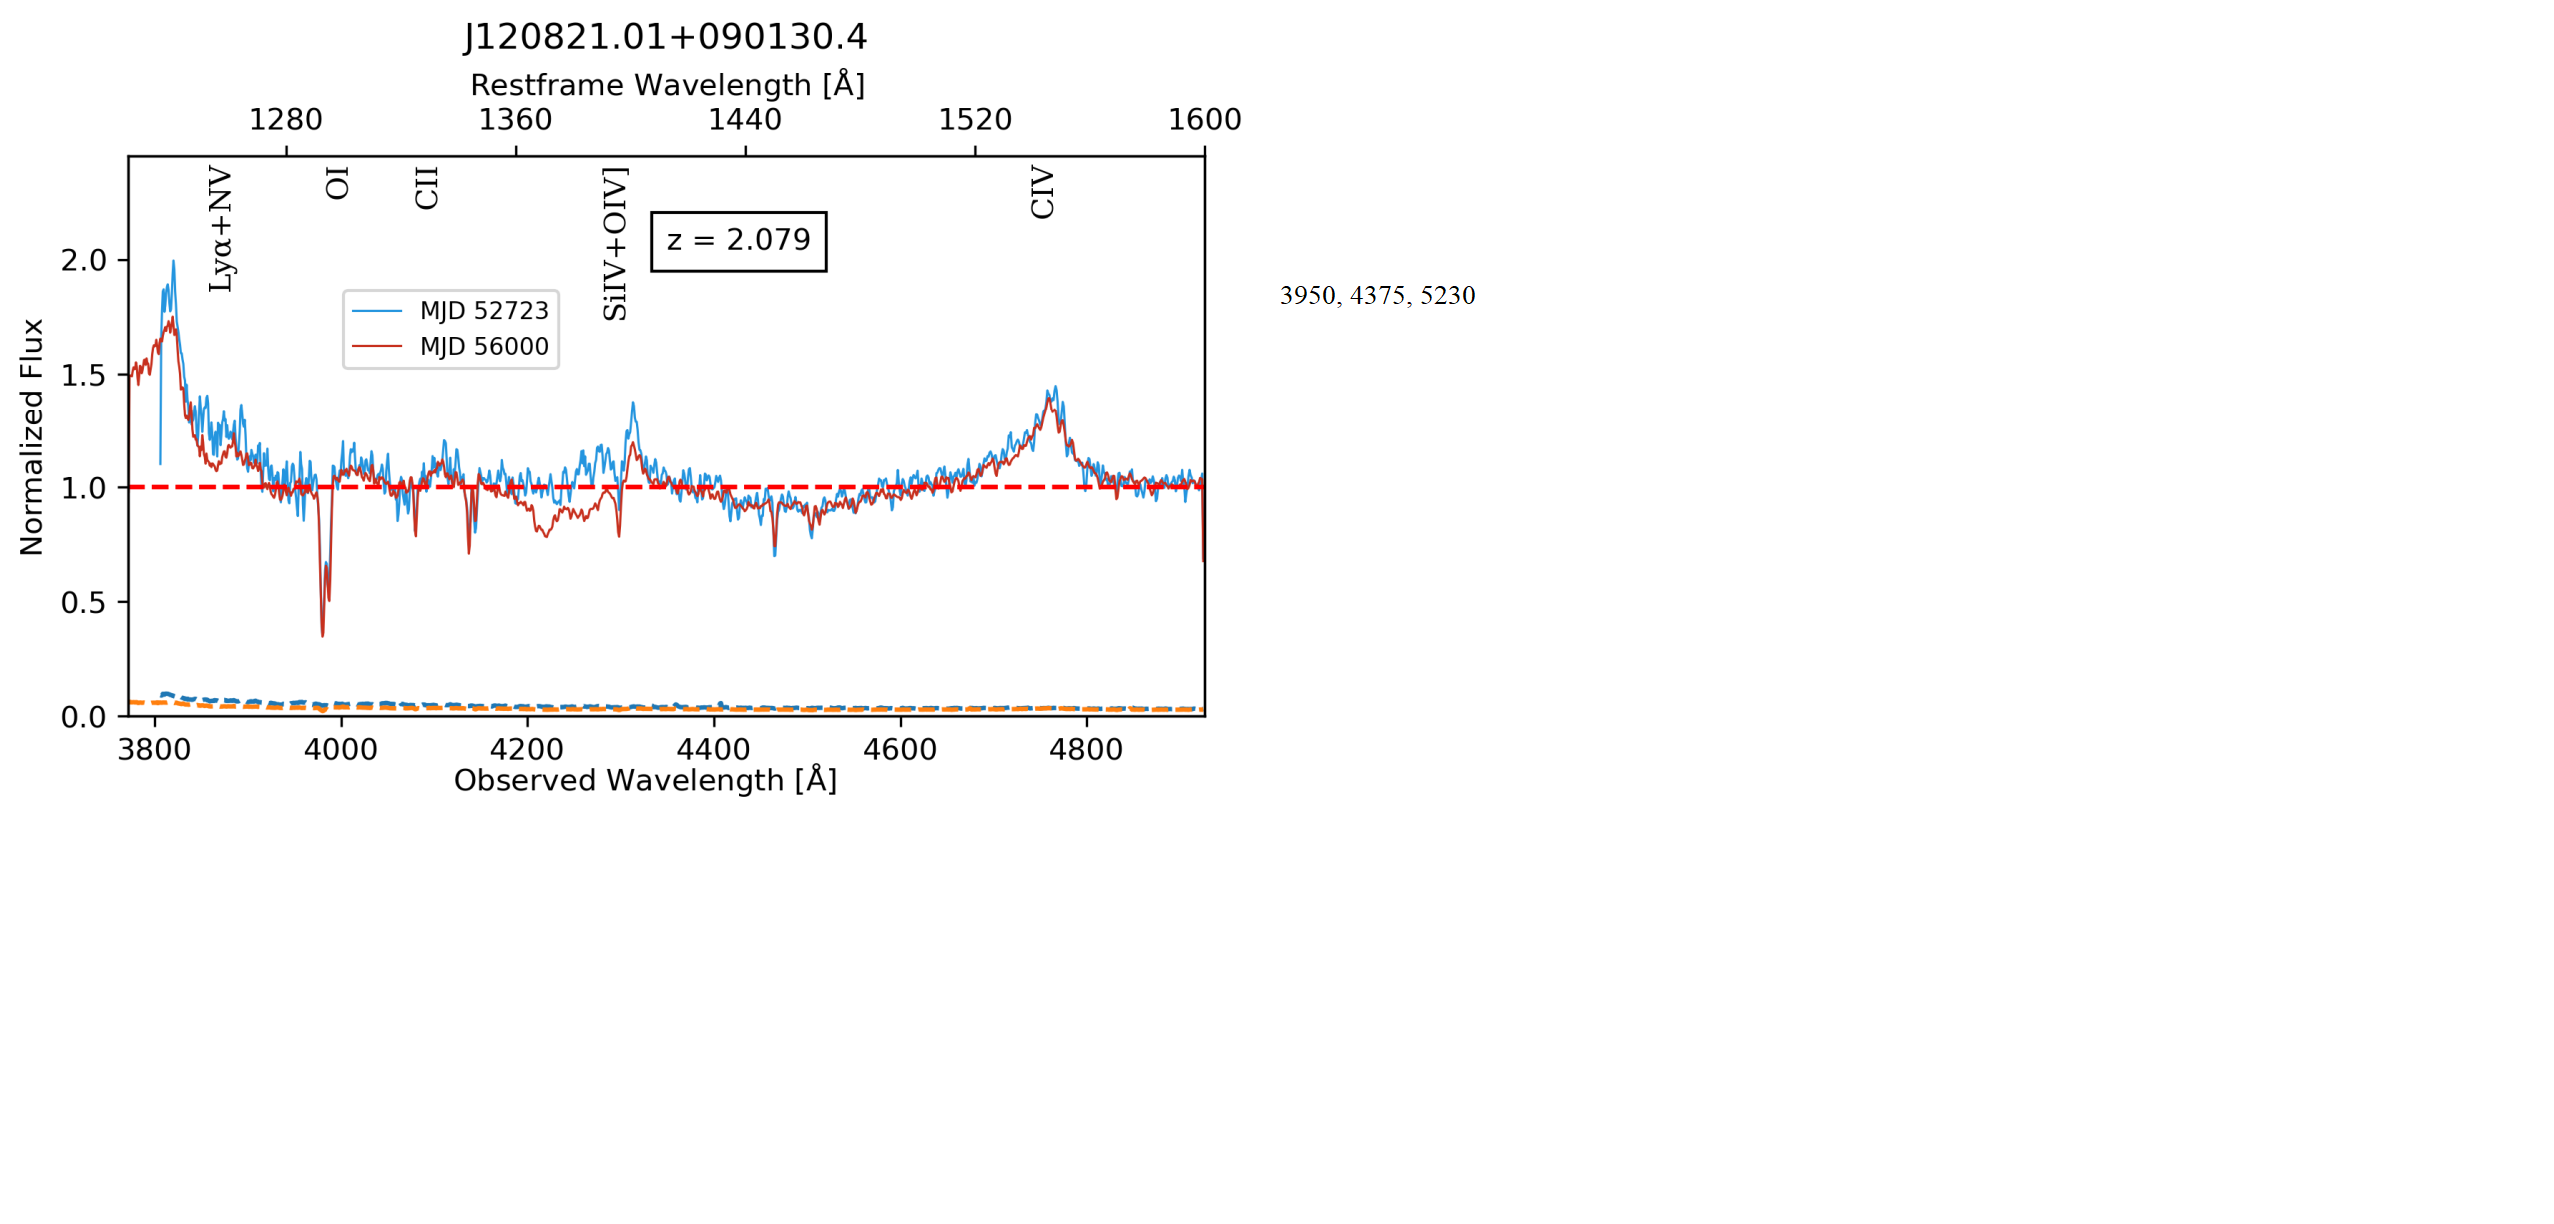 J120821.01+090130.4
Restframe Wavelength [Å]
1280 1360 1440 1520 1600
Lyα+NV
OI
CII
SiIV+OIV]
CIV
z = 2.079
MJD 52723
MJD 56000
Normalized Flux
2.0
1.5
1.0
0.5
0.0
3800 4000 4200 4400 4600 4800
Observed Wavelength [Å]
3950, 4375, 5230